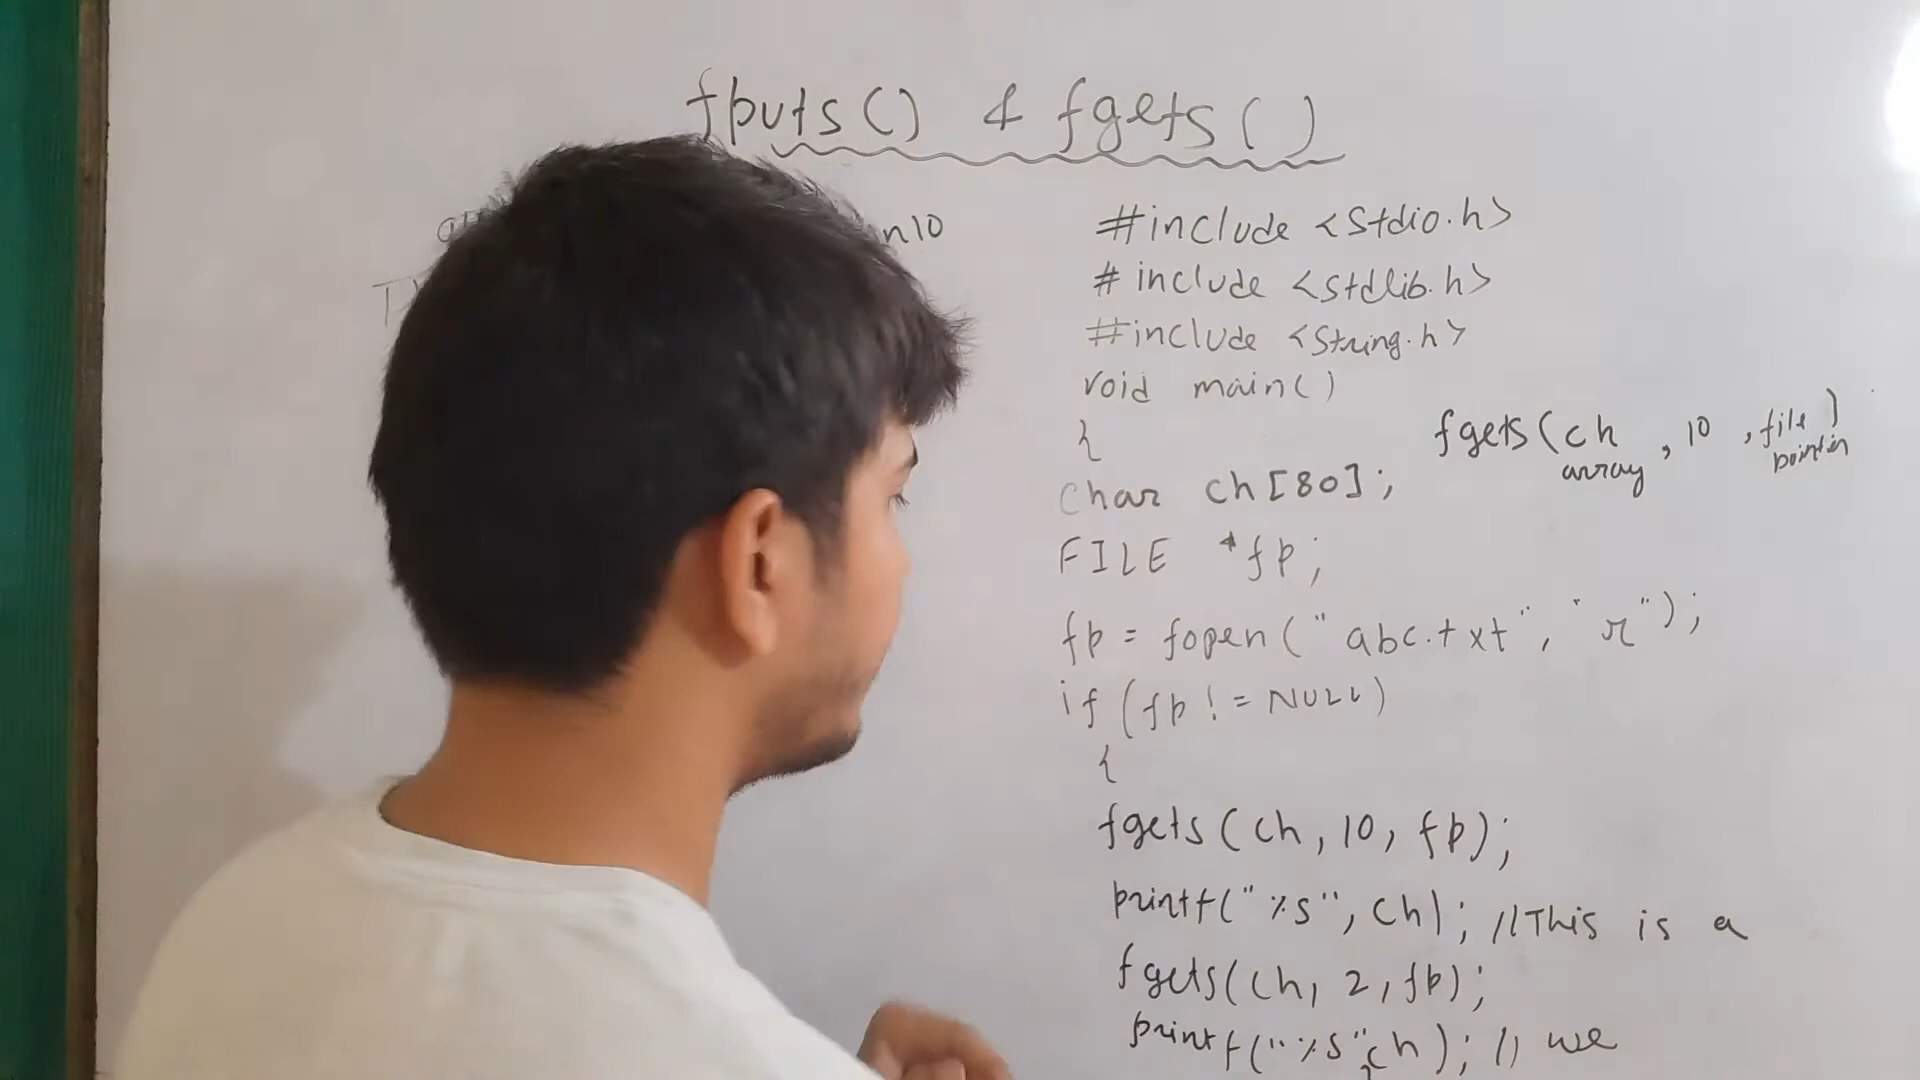 fputs() & fgets()
n10
#include <stdio.h>
# include <stdlib.h>
#include <string.h>
void main()
{
fgets(ch , 10 , file)
array
char ch[80];
FILE *fp;
fp = fopen("abc.txt", "r");
if (fp != NULL)
{
fgets(ch, 10, fp);
printf("%s", ch); //This is a
fgets(ch, 2, fp);
printf("%s",ch); // we